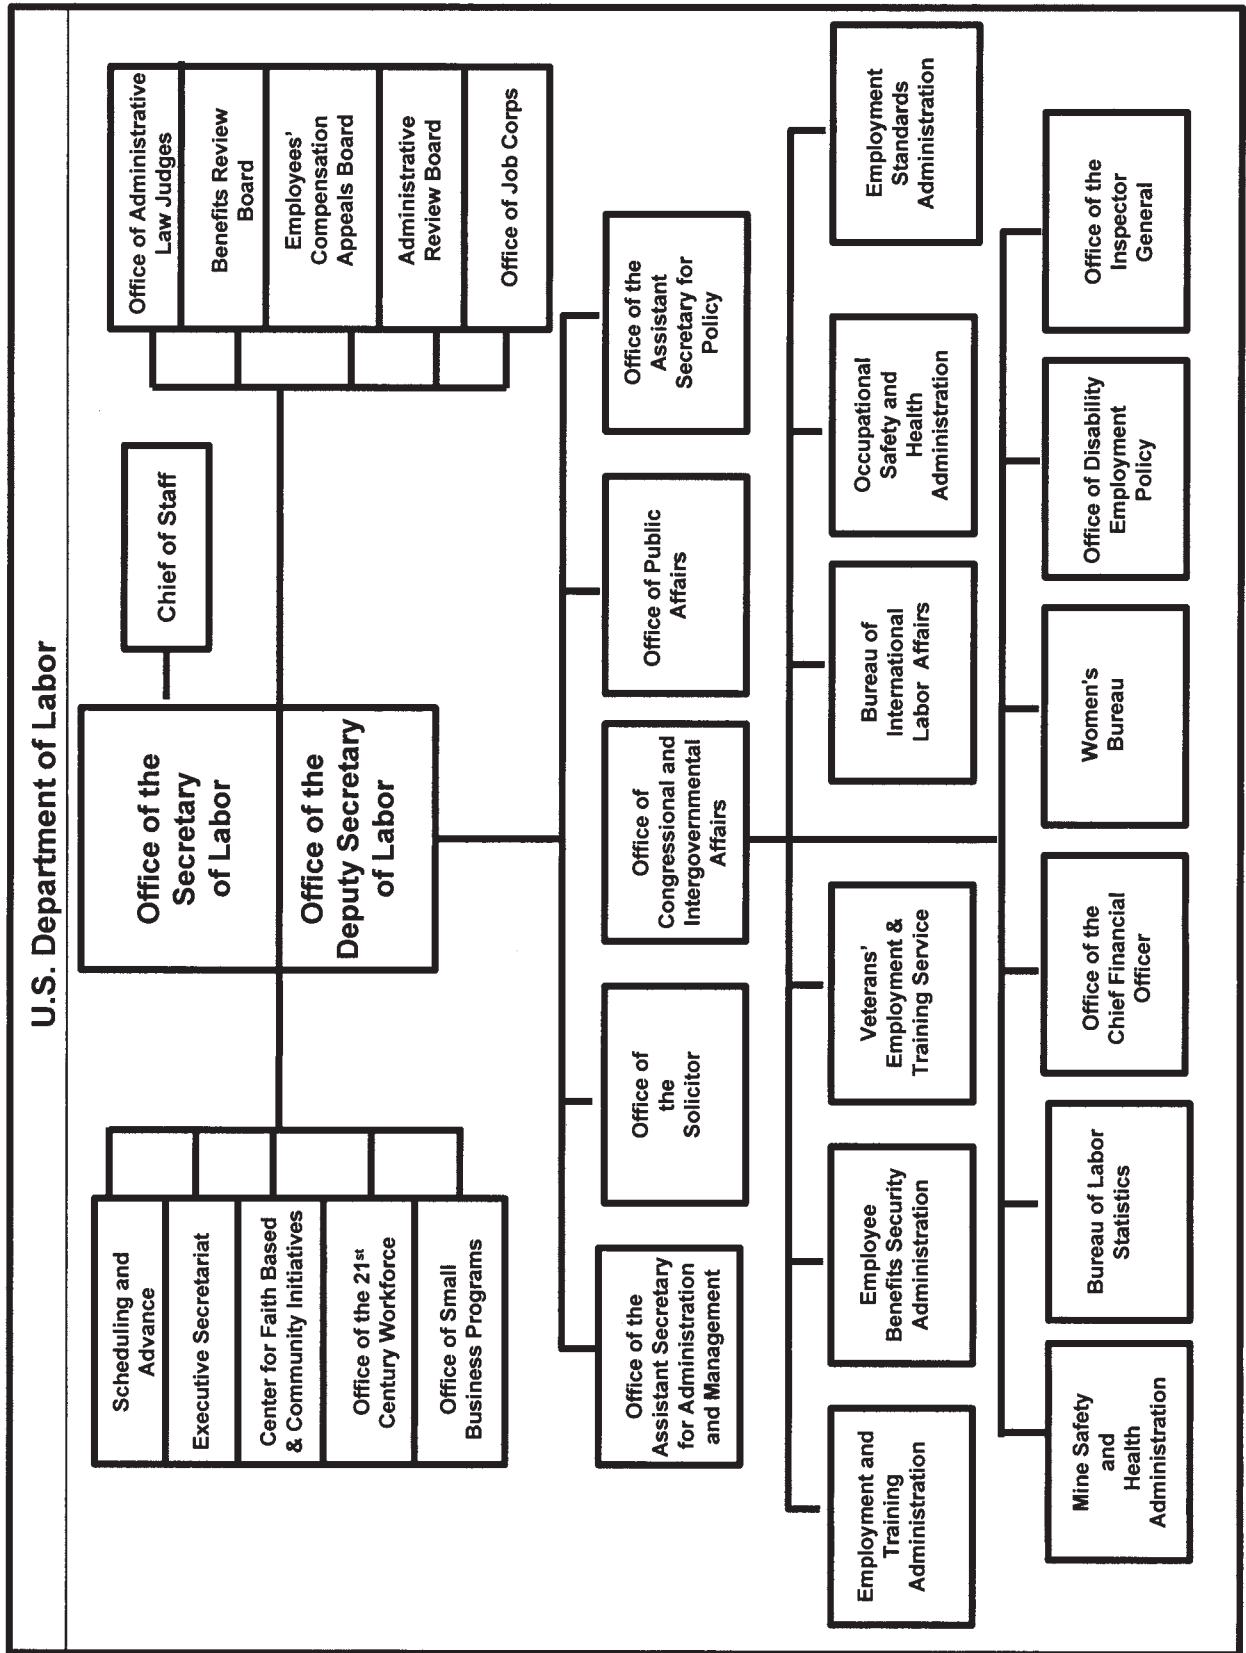 U.S. Department of Labor
Office of the
Secretary
of Labor
Office of the
Deputy Secretary
of Labor
Chief of Staff
Scheduling and
Advance
Executive Secretariat
Center for Faith Based
& Community Initiatives
Office of the 21st
Century Workforce
Office of Small
Business Programs
Office of Administrative
Law Judges
Benefits Review
Board
Employees'
Compensation
Appeals Board
Administrative
Review Board
Office of Job Corps
Office of the
Assistant Secretary
for Administration
and Management
Office of
the
Solicitor
Office of
Congressional and
Intergovernmental
Affairs
Office of Public
Affairs
Office of the
Assistant
Secretary for
Policy
Employment and
Training
Administration
Employee
Benefits Security
Administration
Veterans'
Employment &
Training Service
Bureau of
International
Labor Affairs
Occupational
Safety and
Health
Administration
Employment
Standards
Administration
Mine Safety
and
Health
Administration
Bureau of Labor
Statistics
Office of the
Chief Financial
Officer
Women's
Bureau
Office of Disability
Employment
Policy
Office of the
Inspector
General